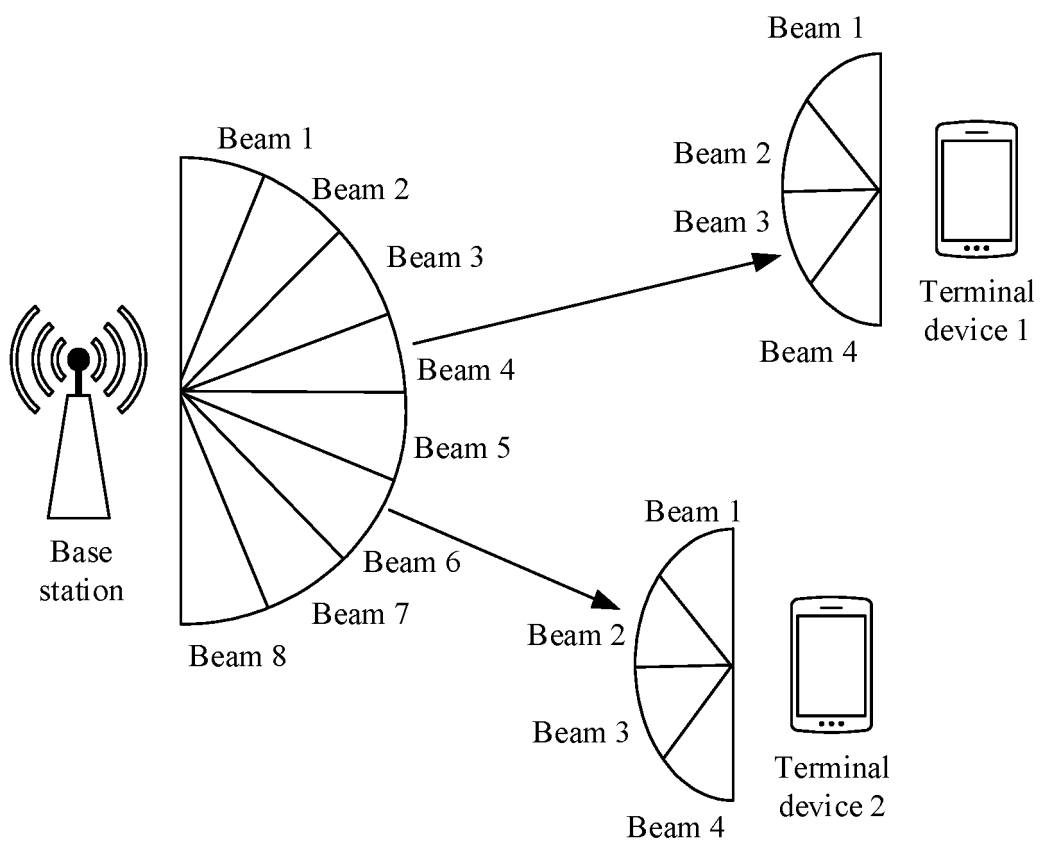 Beam 1
Beam 2
Beam 3
Beam 4
Beam 5
Beam 6
Beam 7
Beam 8
Base
station
Beam 1
Beam 2
Beam 3
Beam 4
Terminal
device 1
Beam 1
Beam 2
Beam 3
Beam 4
Terminal
device 2